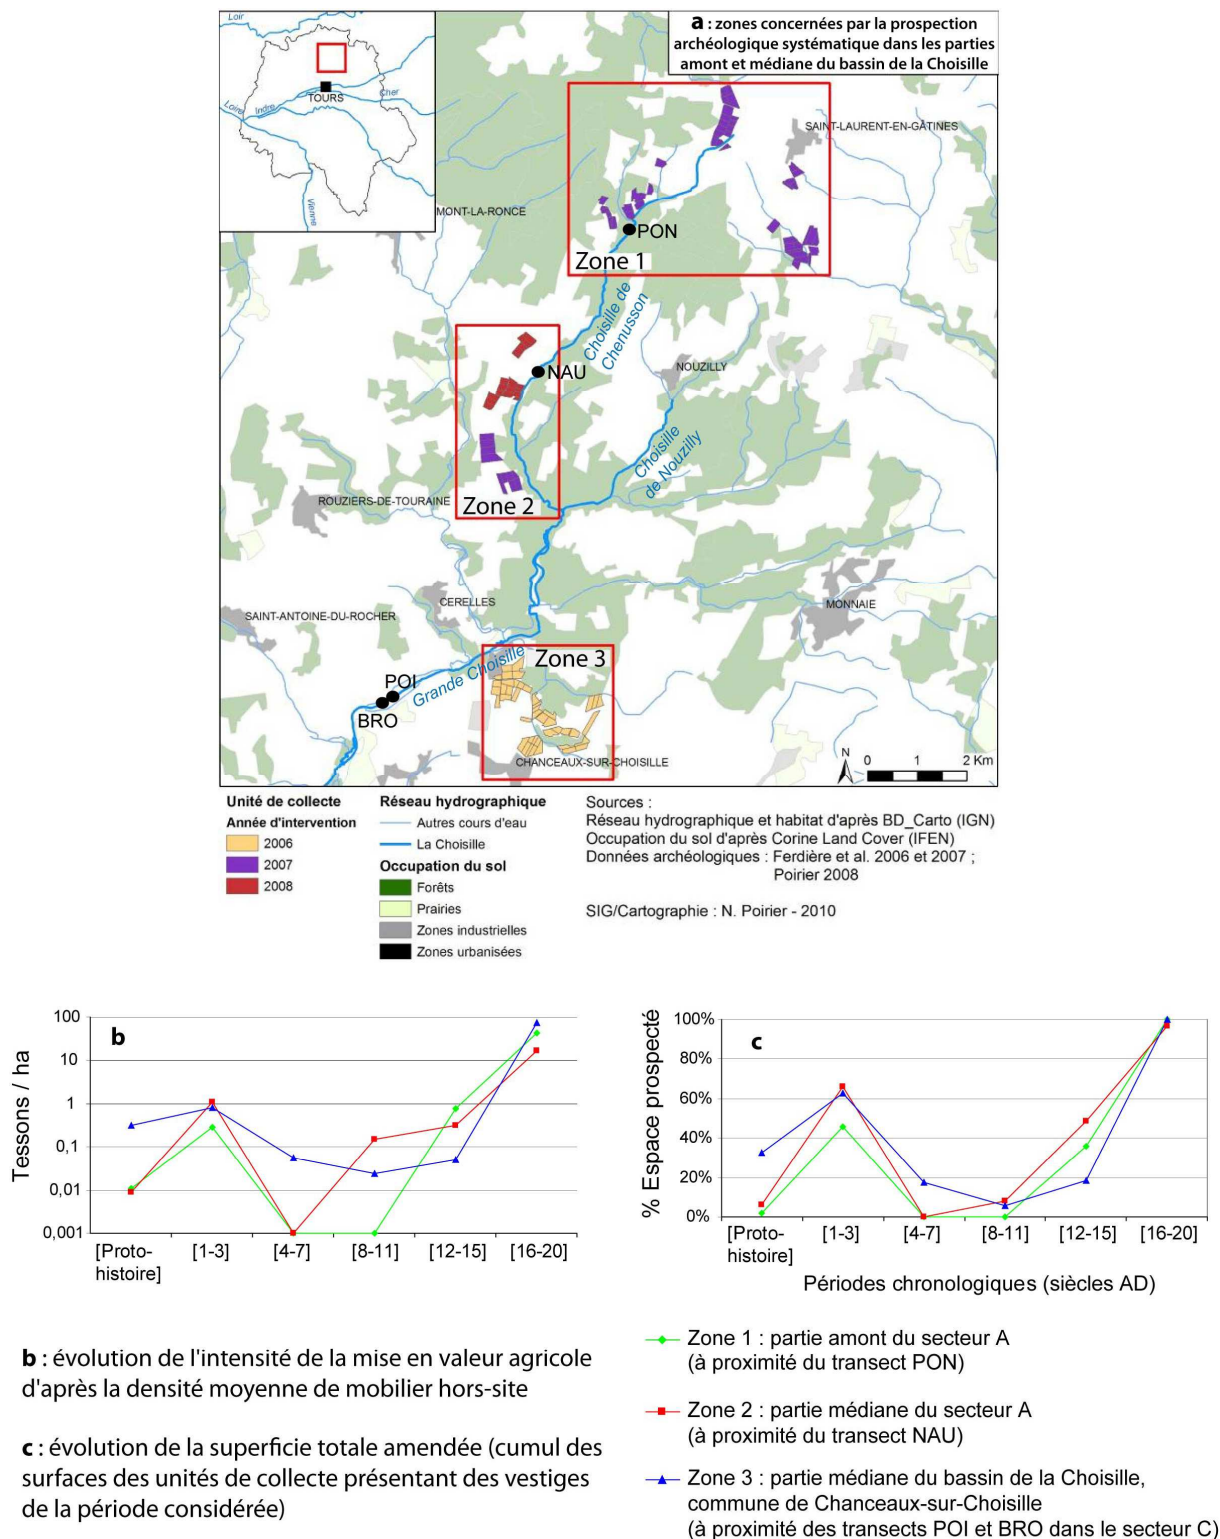 a : zones concernées par la prospection
archéologique systématique dans les parties
amont et médiane du bassin de la Choisille
Loir
TOURS
Cher
Loire
Indre
Vienne
SAINT-LAURENT-EN-GÂTINES
MONT-LA-RONCE
PON
Zone 1
Choisille de
Chenusson
NAU
NOUZILLY
Choisille
de Nouzilly
ROUZIERS-DE-TOURAINE
Zone 2
CERELLES
MONNAIE
SAINT-ANTOINE-DU-ROCHER
Zone 3
POI
Grande Choisille
BRO
CHANCEAUX-SUR-CHOISILLE
N
0 1 2 Km
Unité de collecte
Année d'intervention
2006
2007
2008
Réseau hydrographique
Autres cours d'eau
La Choisille
Occupation du sol
Forêts
Prairies
Zones industrielles
Zones urbanisées
Sources :
Réseau hydrographique et habitat d'après BD_Carto (IGN)
Occupation du sol d'après Corine Land Cover (IFEN)
Données archéologiques : Ferdière et al. 2006 et 2007 ;
Poirier 2008
SIG/Cartographie : N. Poirier - 2010
b
Tessons / ha
100
10
1
0,1
0,01
0,001
[Proto-
histoire]
[1-3]
[4-7]
[8-11]
[12-15]
[16-20]
c
% Espace prospecté
100%
80%
60%
40%
20%
0%
[Proto-
histoire]
[1-3]
[4-7]
[8-11]
[12-15]
[16-20]
Périodes chronologiques (siècles AD)
b : évolution de l'intensité de la mise en valeur agricole
d'après la densité moyenne de mobilier hors-site
c : évolution de la superficie totale amendée (cumul des
surfaces des unités de collecte présentant des vestiges
de la période considérée)
Zone 1 : partie amont du secteur A
(à proximité du transect PON)
Zone 2 : partie médiane du secteur A
(à proximité du transect NAU)
Zone 3 : partie médiane du bassin de la Choisille,
commune de Chanceaux-sur-Choisille
(à proximité des transects POI et BRO dans le secteur C)